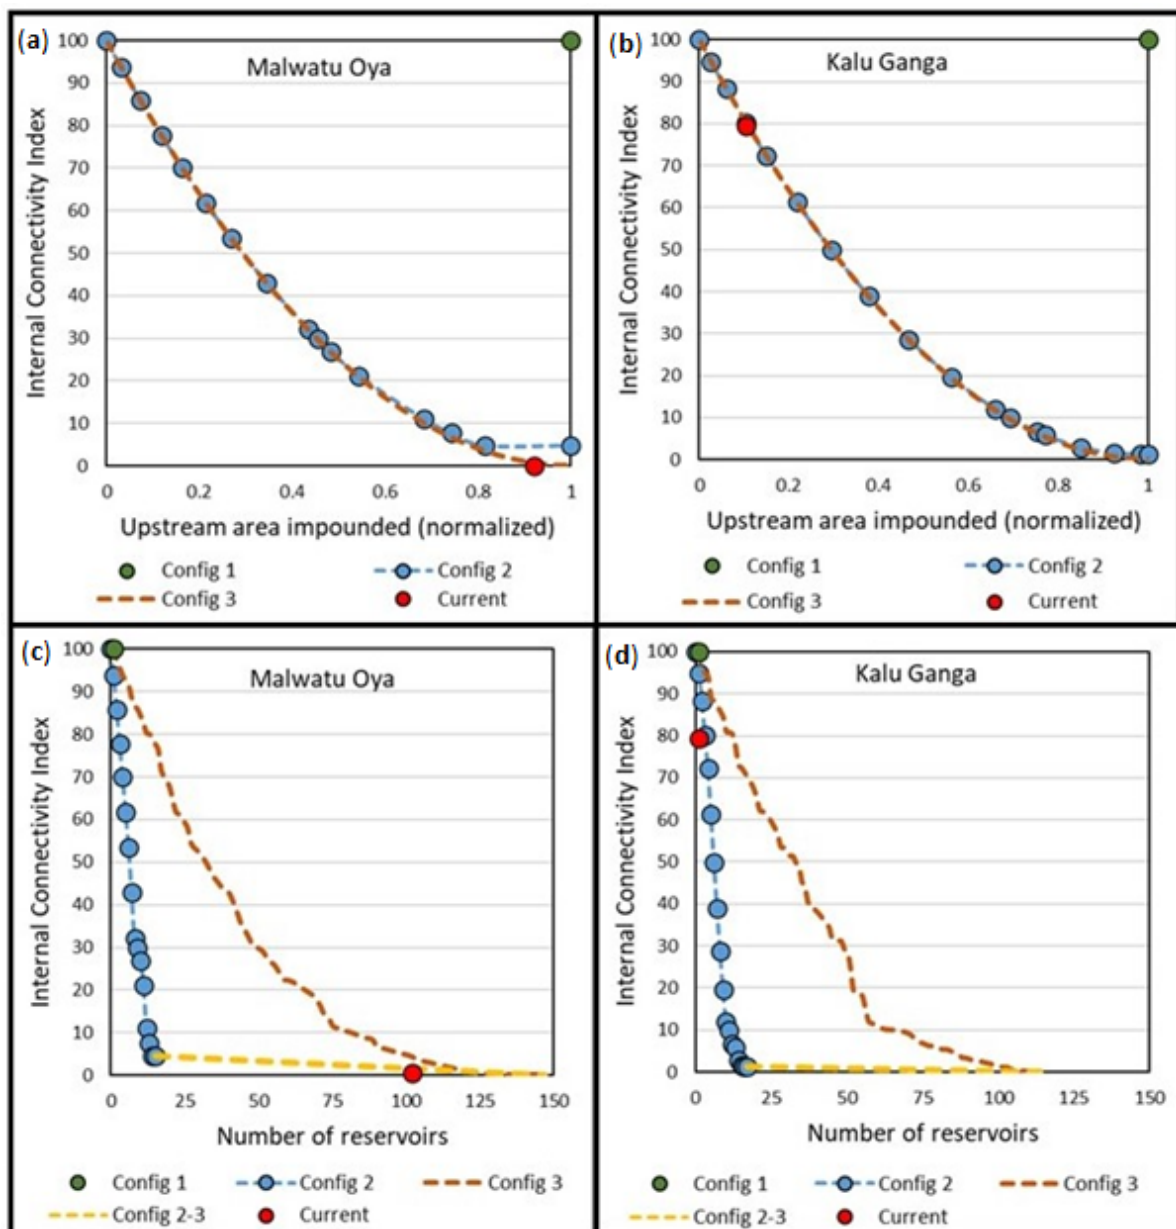 (a)
Malwatu Oya
Internal Connectivity Index
100
90
80
70
60
50
40
30
20
10
0
0 0.2 0.4 0.6 0.8 1
Upstream area impounded (normalized)
Config 1 Config 2
Config 3 Current
(b)
Kalu Ganga
Internal Connectivity Index
100
90
80
70
60
50
40
30
20
10
0
0 0.2 0.4 0.6 0.8 1
Upstream area impounded (normalized)
Config 1 Config 2
Config 3 Current
(c)
Malwatu Oya
Internal Connectivity Index
100
90
80
70
60
50
40
30
20
10
0
0 25 50 75 100 125 150
Number of reservoirs
Config 1 Config 2 Config 3
Config 2-3 Current
(d)
Kalu Ganga
Internal Connectivity Index
100
90
80
70
60
50
40
30
20
10
0
0 25 50 75 100 125 150
Number of reservoirs
Config 1 Config 2 Config 3
Config 2-3 Current